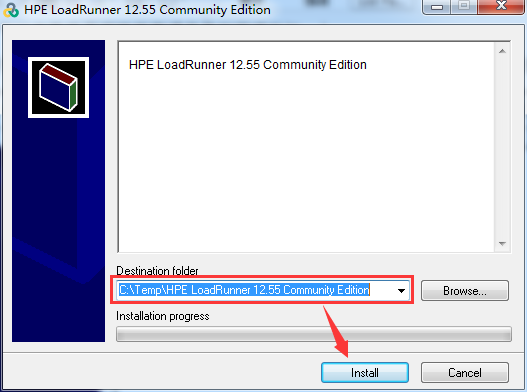 HPE LoadRunner 12.55 Community Edition
HPE LoadRunner 12.55 Community Edition
Destination folder
C:\Temp\HPE LoadRunner 12.55 Community Edition
Browse...
Installation progress
Install
Cancel